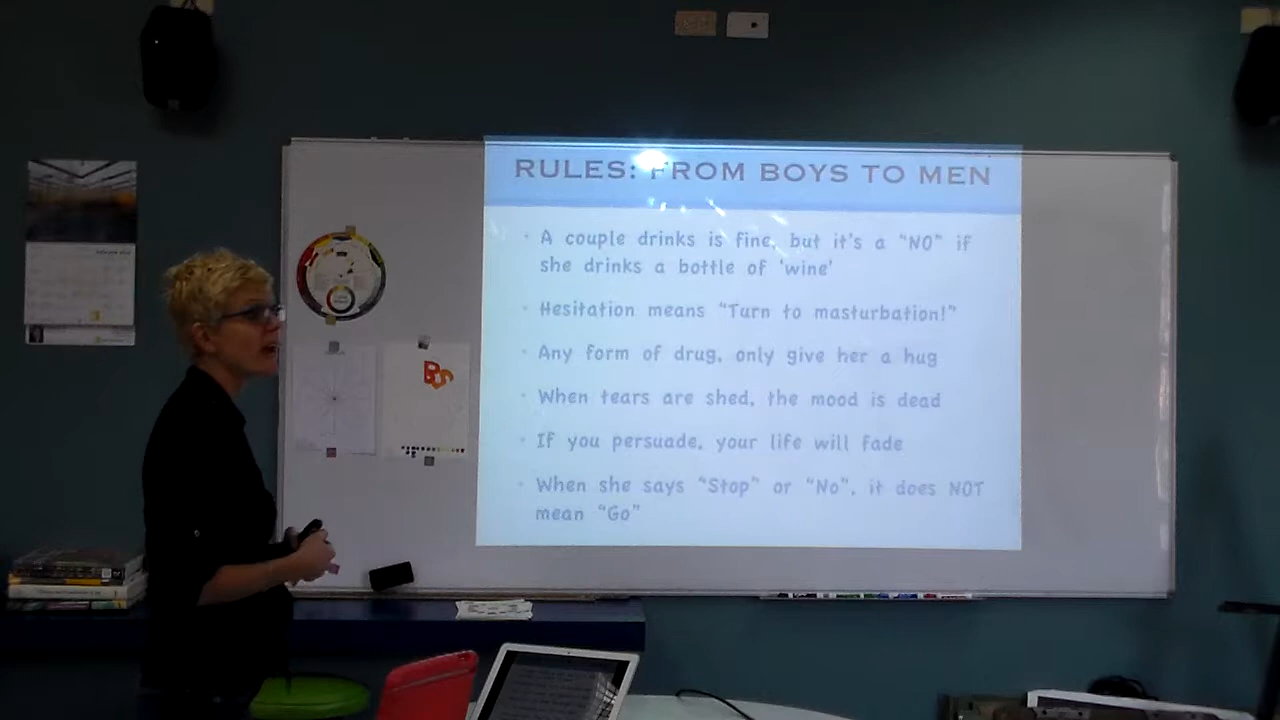 RULES: FROM BOYS TO MEN
A couple drinks is fine, but it's a "NO" if
she drinks a bottle of 'wine'
Hesitation means "Turn to masturbation!"
Any form of drug, only give her a hug
When tears are shed, the mood is dead
If you persuade, your life will fade
When she says "Stop" or "No", it does NOT
mean "Go"